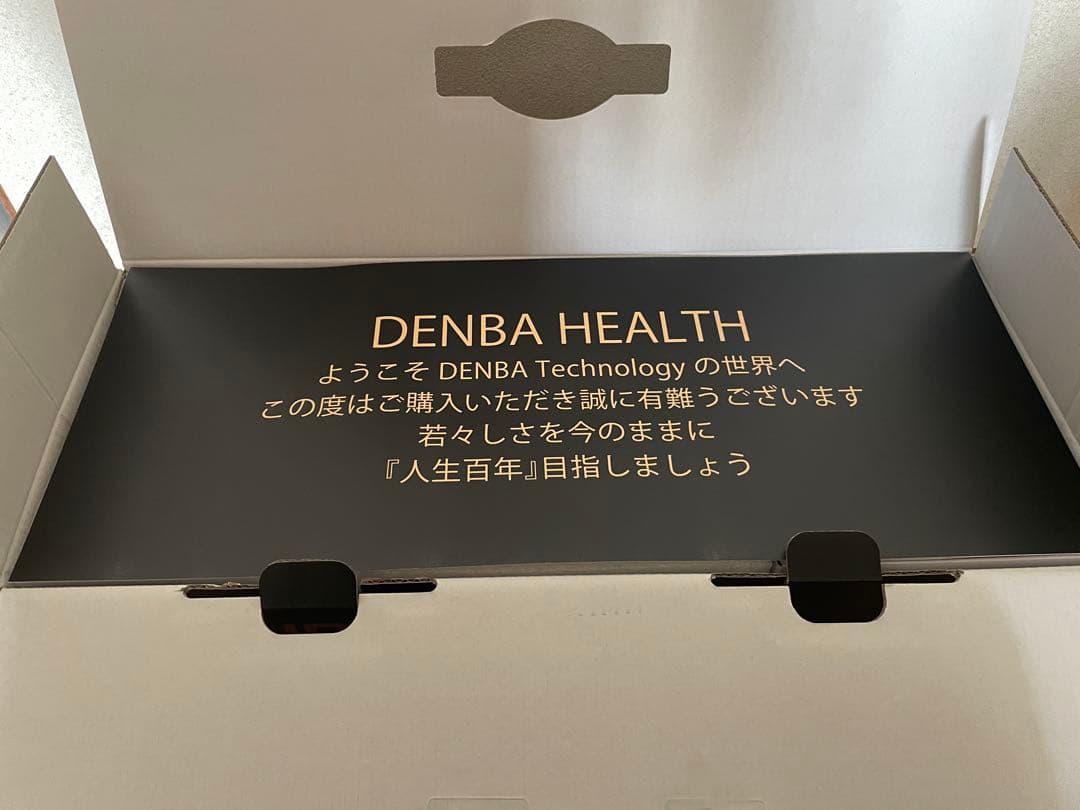 DENBA HEALTH
ようこそ DENBA Technology の世界へ
この度はご購入いただき誠に有難うございます
若々しさを今のままに
『人生百年』目指しましょう